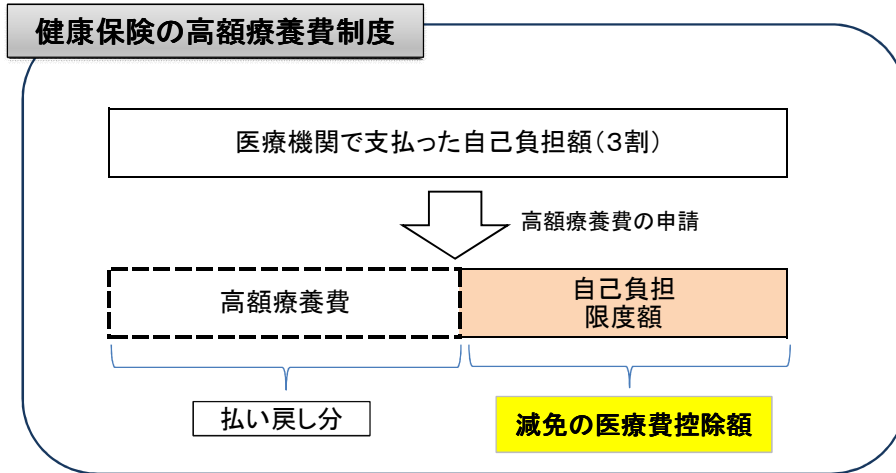 健康保険の高額療養費制度
医療機関で支払った自己負担額（３割）
高額療養費の申請
高額療養費
自己負担
限度額
払い戻し分
減免の医療費控除額